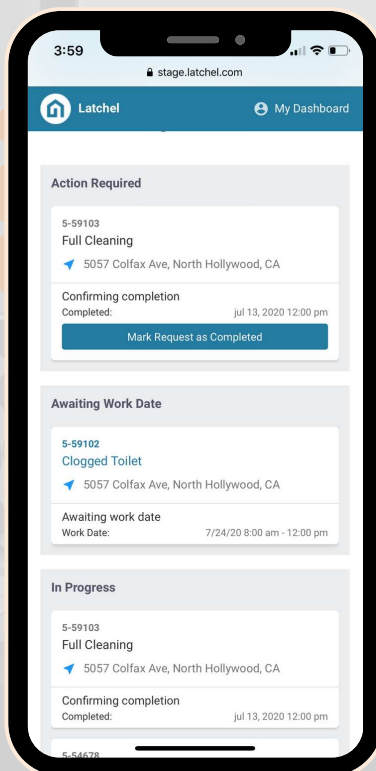 3:59
stage.latchel.com
Latchel
My Dashboard
Action Required
5-59103
Full Cleaning
5057 Colfax Ave, North Hollywood, CA
Confirming completion
Completed: jul 13, 2020 12:00 pm
Mark Request as Completed
Awaiting Work Date
5-59102
Clogged Toilet
5057 Colfax Ave, North Hollywood, CA
Awaiting work date
Work Date: 7/24/20 8:00 am - 12:00 pm
In Progress
5-59103
Full Cleaning
5057 Colfax Ave, North Hollywood, CA
Confirming completion
Completed: jul 13, 2020 12:00 pm
5-54678